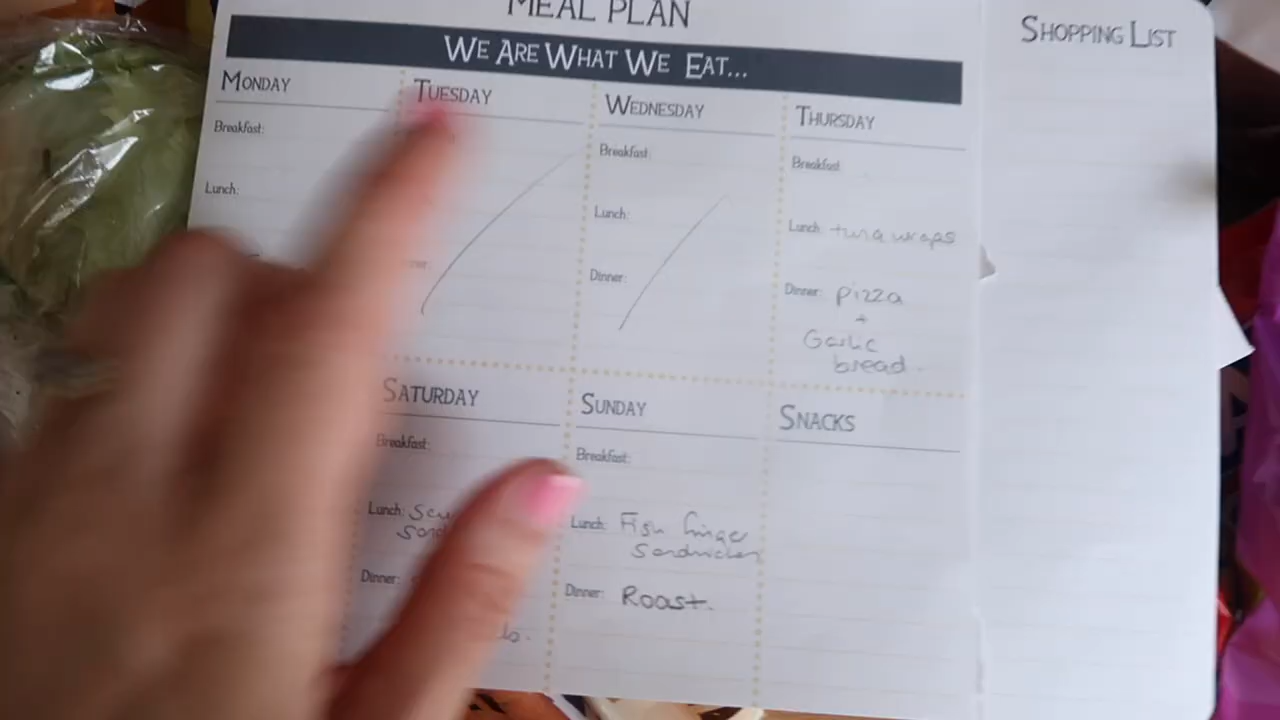 MEAL PLAN
WE ARE WHAT WE EAT...
SHOPPING LIST
MONDAY
Breakfast:
Lunch:
TUESDAY
WEDNESDAY
Breakfast:
Lunch:
Dinner:
THURSDAY
Breakfast:
Lunch: tuna wraps
Dinner: pizza
+
Garlic
bread.
SATURDAY
Breakfast:
Lunch:
Dinner:
SUNDAY
Breakfast:
Lunch: Fish finger
sandwiches
Dinner: Roast.
SNACKS